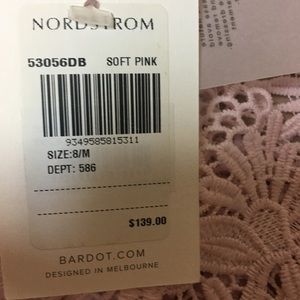 NORDSTROM
53056DB SOFT PINK
9349585815311
SIZE:8/M
DEPT: 586
$139.00
BARDOT.COM
DESIGNED IN MELBOURNE